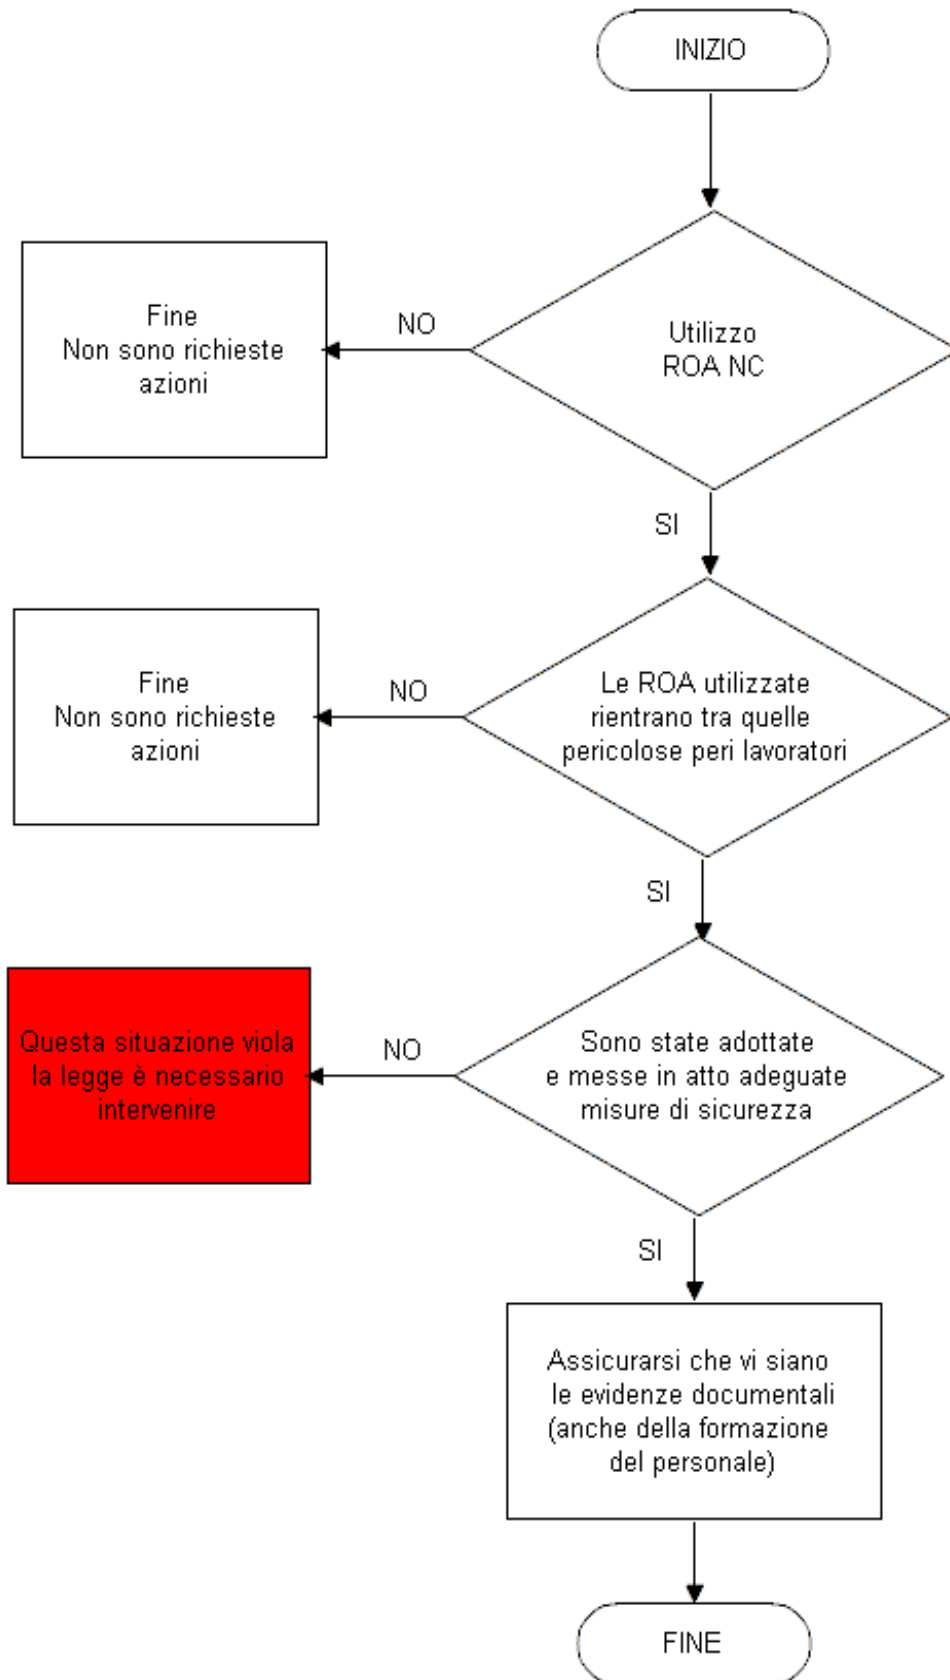 INIZIO
Utilizzo
ROA NC
NO
Fine
Non sono richieste
azioni
SI
Le ROA utilizzate
rientrano tra quelle
pericolose peri lavoratori
NO
Fine
Non sono richieste
azioni
SI
Sono state adottate
e messe in atto adeguate
misure di sicurezza
NO
Questa situazione viola
la legge è necessario
intervenire
SI
Assicurarsi che vi siano
le evidenze documentali
(anche della formazione
del personale)
FINE